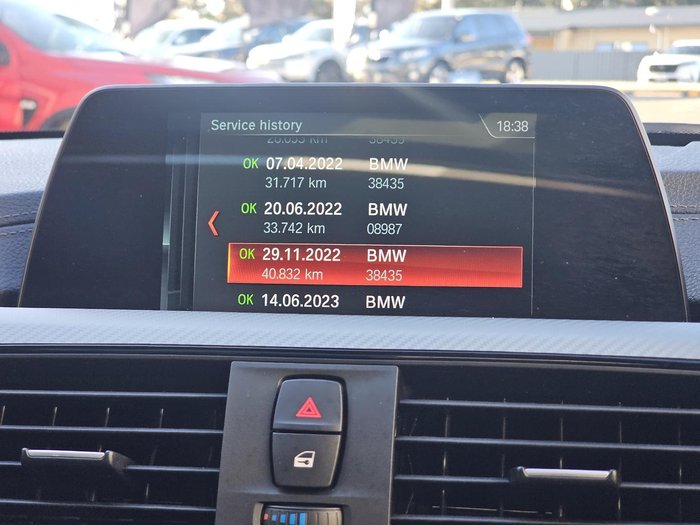 Service history 18:38
38435
OK 07.04.2022 BMW
31.717 km 38435
OK 20.06.2022 BMW
33.742 km 08987
OK 29.11.2022 BMW
40.832 km 38435
OK 14.06.2023 BMW